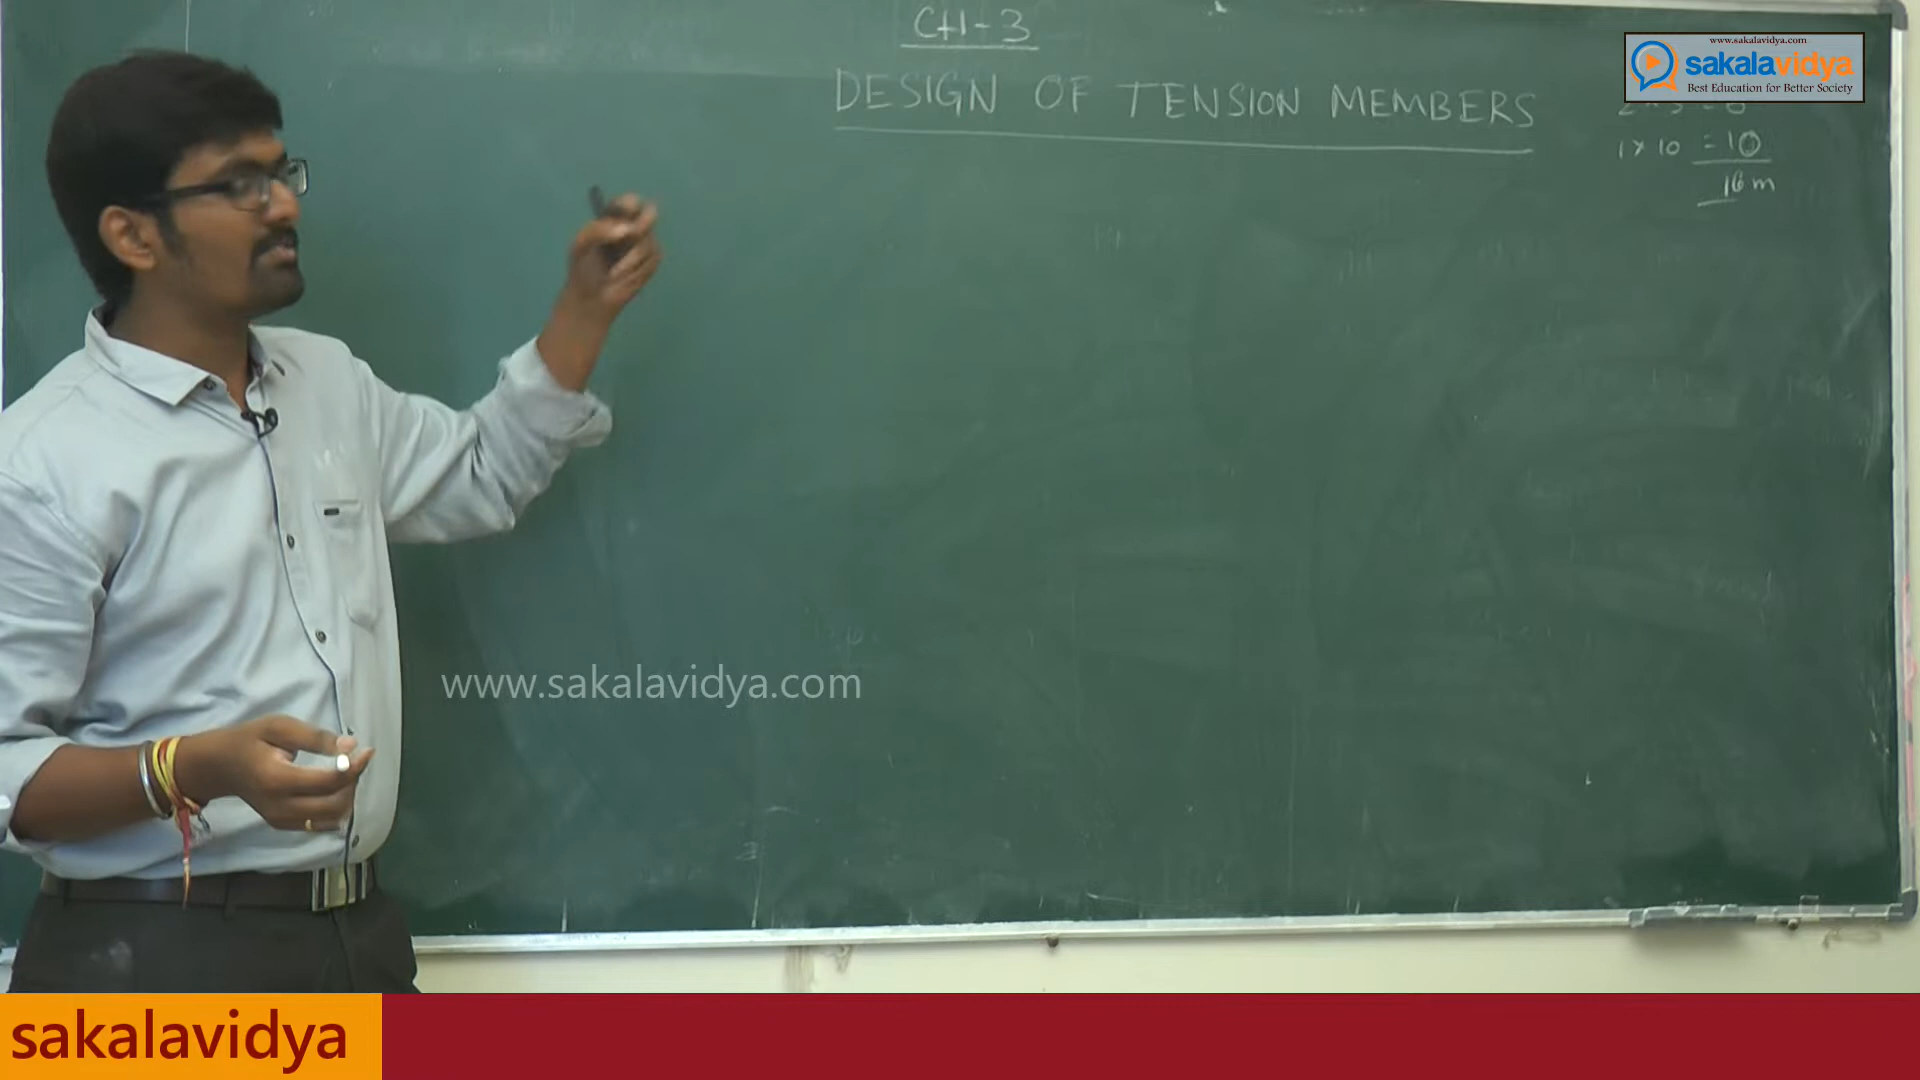 CH-3
DESIGN OF TENSION MEMBERS
www.sakalavidya.com
sakalavidya
Best Education for Better Society
1 x 10 = 10
16 m
www.sakalavidya.com
sakalavidya